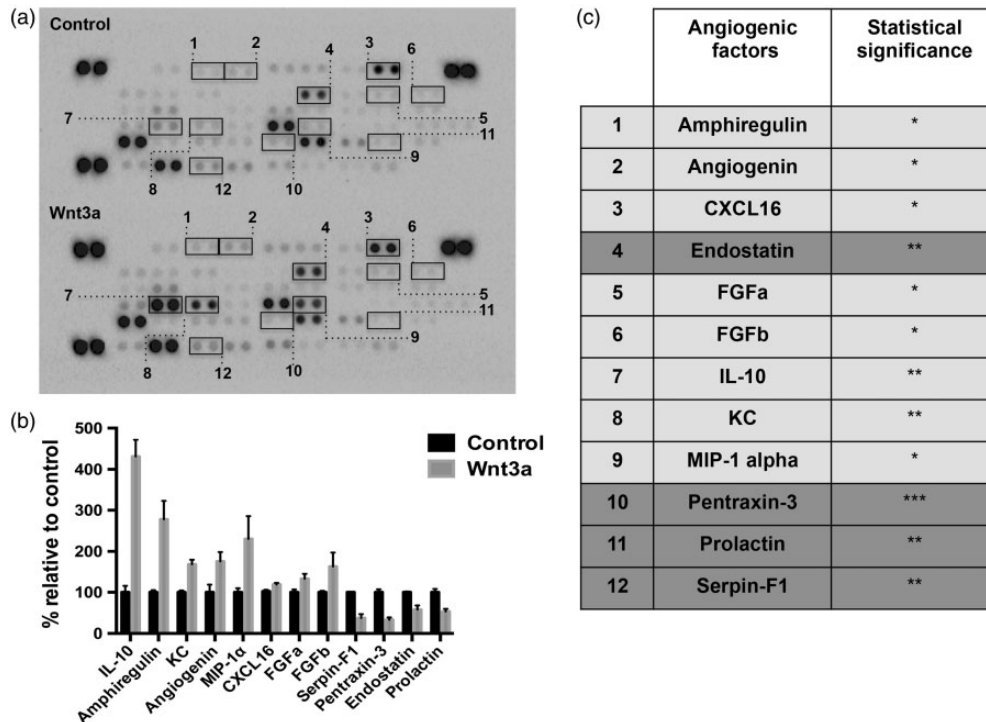 (a)
Control
1 2 3 4 6
7 5
11
9
8 12 10
Wnt3a
1 2 3 4 6
7 5
11
9
8 12 10
(b)
% relative to control
500
400
300
200
100
0
Control
Wnt3a
IL-10
Amphiregulin
KC
Angiogenin
MIP-1α
CXCL16
FGFa
FGFb
Serpin-F1
Pentraxin-3
Endostatin
Prolactin
(c)
Angiogenic factors Statistical significance
1 Amphiregulin *
2 Angiogenin *
3 CXCL16 *
4 Endostatin **
5 FGFa *
6 FGFb *
7 IL-10 **
8 KC **
9 MIP-1 alpha *
10 Pentraxin-3 ***
11 Prolactin **
12 Serpin-F1 **